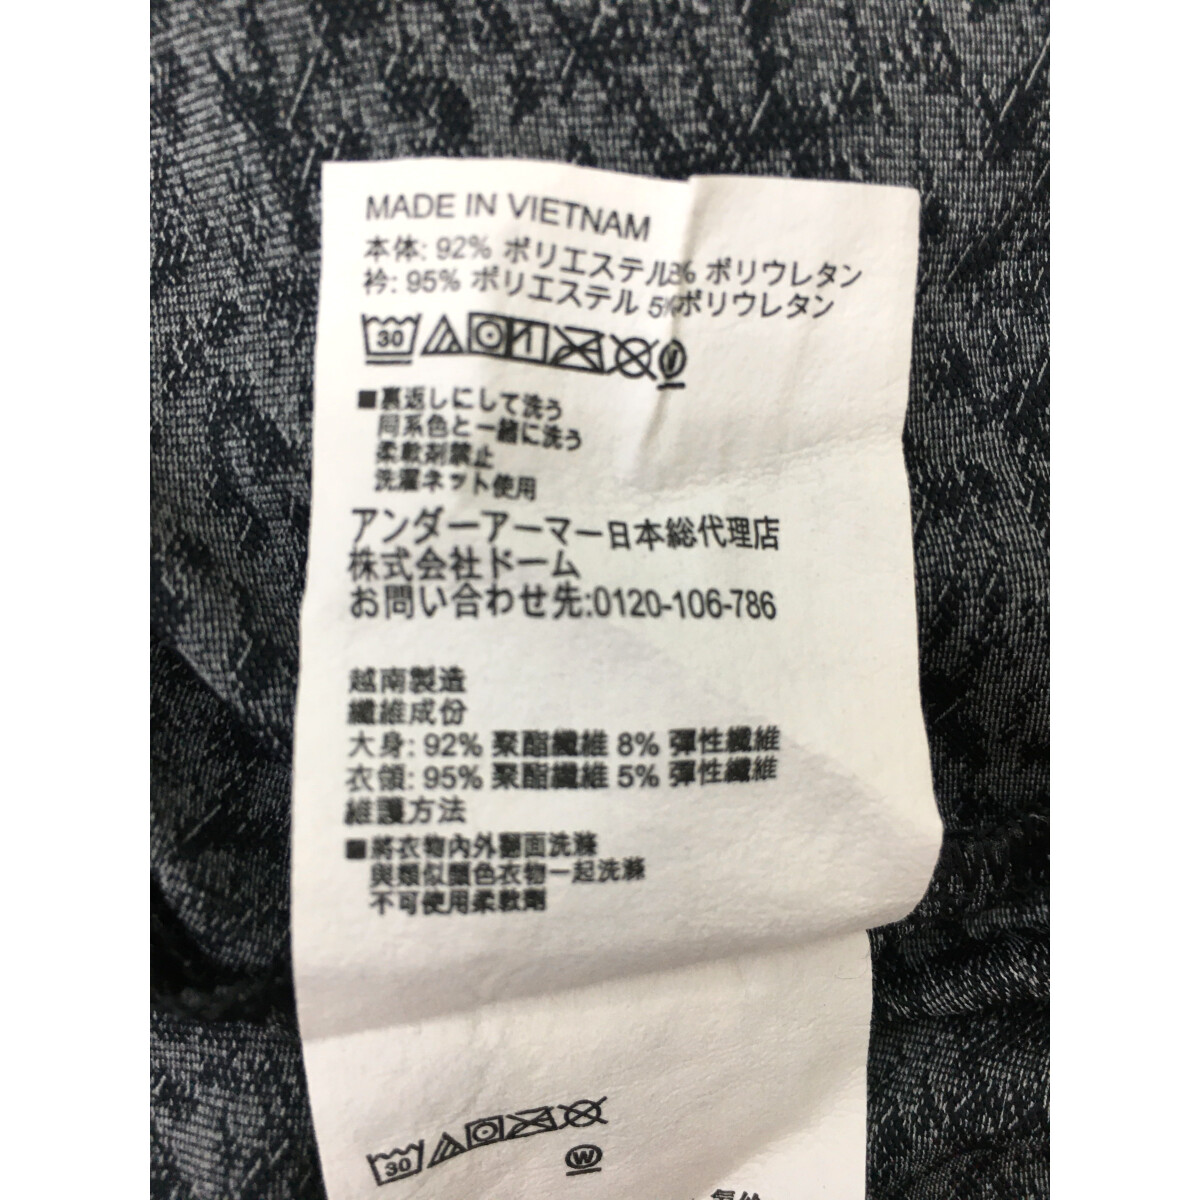 MADE IN VIETNAM
本体: 92% ポリエステル8% ポリウレタン
衿: 95% ポリエステル 5%ポリウレタン
30
W
■裏返しにして洗う
同系色と一緒に洗う
柔軟剤禁止
洗濯ネット使用
アンダーアーマー日本総代理店
株式会社ドーム
お問い合わせ先:0120-106-786
越南製造
纖維成份
大身: 92% 聚酯纖維 8% 彈性纖維
衣領: 95% 聚酯纖維 5% 彈性纖維
維護方法
■將衣物內外翻面洗滌
與類似顏色衣物一起洗滌
不可使用柔軟劑
30
W